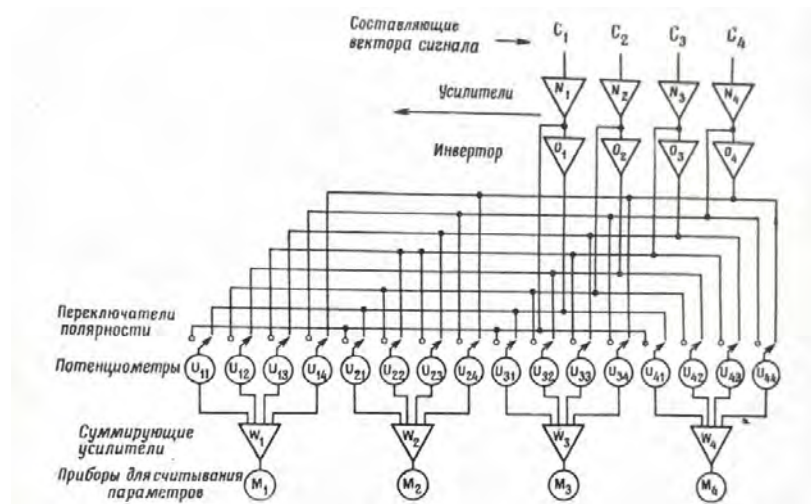 Составляющие
вектора сигнала
C1 C2 C3 C4
Усилители
N1 N2 N3 N4
Инвертор
O1 O2 O3 O4
Переключатели
полярности
Потенциометры
U11 U12 U13 U14 U21 U22 U23 U24 U31 U32 U33 U34 U41 U42 U43 U44
Суммирующие
усилители
W1 W2 W3 W4
Приборы для считывания
параметров
M1 M2 M3 M4